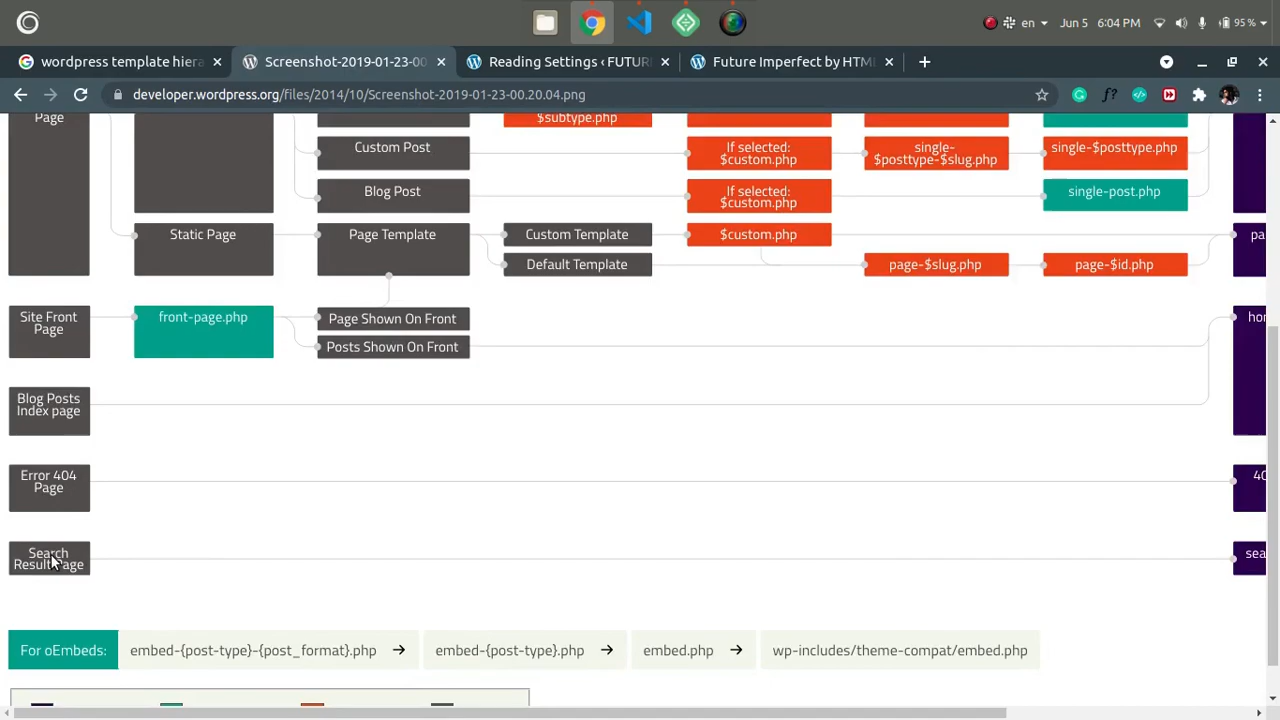 en
Jun 5
6:04 PM
95 %
wordpress template hiera
Screenshot-2019-01-23-00
Reading Settings ‹ FUTUR
Future Imperfect by HTM
developer.wordpress.org/files/2014/10/Screenshot-2019-01-23-00.20.04.png
f?
Page
$subtype.php
Custom Post
If selected:
$custom.php
single-
$posttype-$slug.php
single-$posttype.php
Blog Post
If selected:
$custom.php
single-post.php
Static Page
Page Template
Custom Template
$custom.php
pa
Default Template
page-$slug.php
page-$id.php
Site Front
Page
front-page.php
Page Shown On Front
hon
Posts Shown On Front
Blog Posts
Index page
Error 404
Page
40
Search
Result Page
sea
For oEmbeds:
embed-{post-type}-{post_format}.php
embed-{post-type}.php
embed.php
wp-includes/theme-compat/embed.php